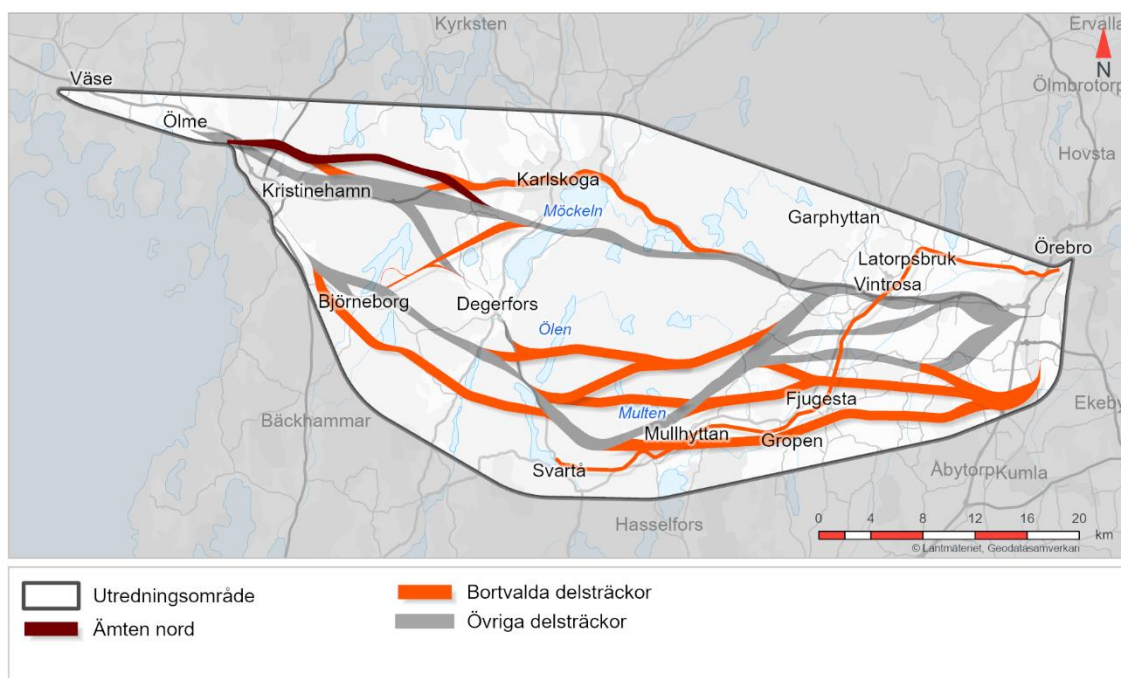 Kyrksten
Ervalla
N
Väse
Ölmbrotorp
Ölme
Hovsta
Karlskoga
Kristinehamn
Möckeln
Garphyttan
Örebro
Latorpsbruk
Vintrosa
Björneborg
Degerfors
Ölen
Fjugesta
Ekeby
Multen
Bäckhammar
Mullhyttan
Gropen
Svartå
Åbytorp
Kumla
Hasselfors
0 4 8 12 16 20
km
© Lantmäteriet, Geodatasamverkan
Utredningsområde
Bortvalda delsträckor
Ämten nord
Övriga delsträckor